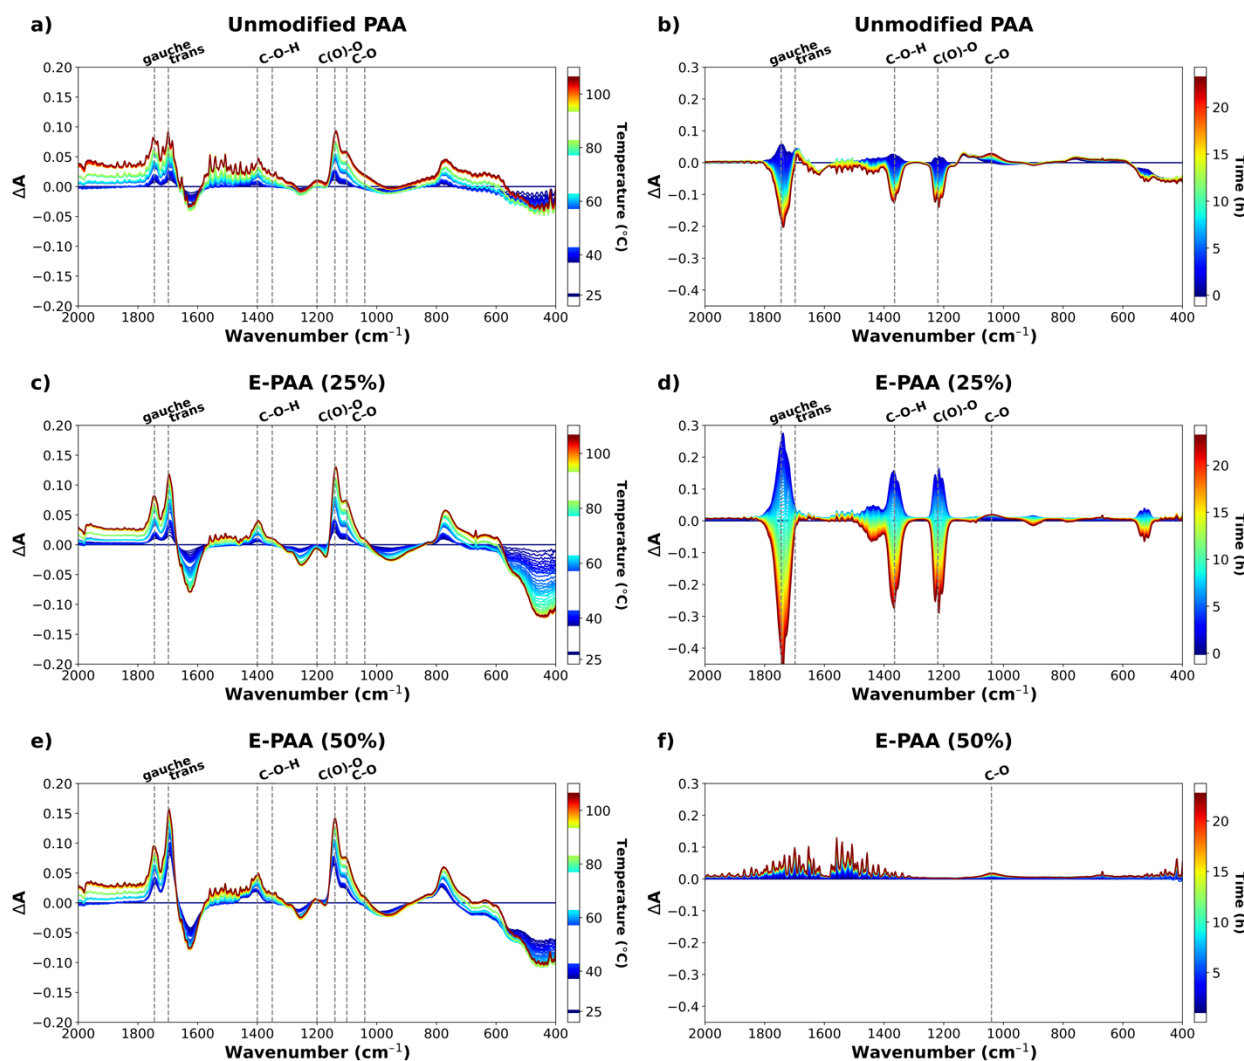 a) Unmodified PAA
gauche
trans
C–O–H
C(O)–O
C–O
0.20
0.15
0.10
0.05
0.00
−0.05
−0.10
−0.15
−0.20
ΔA
2000 1800 1600 1400 1200 1000 800 600 400
Wavenumber (cm−1)
100
80
60
40
25
Temperature (°C)
b) Unmodified PAA
gauche
trans
C–O–H
C(O)–O
C–O
0.3
0.2
0.1
0.0
−0.1
−0.2
−0.3
−0.4
ΔA
2000 1800 1600 1400 1200 1000 800 600 400
Wavenumber (cm−1)
20
15
10
5
0
Time (h)
c) E-PAA (25%)
gauche
trans
C–O–H
C(O)–O
C–O
0.20
0.15
0.10
0.05
0.00
−0.05
−0.10
−0.15
−0.20
ΔA
2000 1800 1600 1400 1200 1000 800 600 400
Wavenumber (cm−1)
100
80
60
40
25
Temperature (°C)
d) E-PAA (25%)
gauche
trans
C–O–H
C(O)–O
C–O
0.3
0.2
0.1
0.0
−0.1
−0.2
−0.3
−0.4
ΔA
2000 1800 1600 1400 1200 1000 800 600 400
Wavenumber (cm−1)
20
15
10
5
0
Time (h)
e) E-PAA (50%)
gauche
trans
C–O–H
C(O)–O
C–O
0.20
0.15
0.10
0.05
0.00
−0.05
−0.10
−0.15
−0.20
ΔA
2000 1800 1600 1400 1200 1000 800 600 400
Wavenumber (cm−1)
100
80
60
40
25
Temperature (°C)
f) E-PAA (50%)
C–O
0.3
0.2
0.1
0.0
−0.1
−0.2
−0.3
−0.4
ΔA
2000 1800 1600 1400 1200 1000 800 600 400
Wavenumber (cm−1)
20
15
10
5
Time (h)